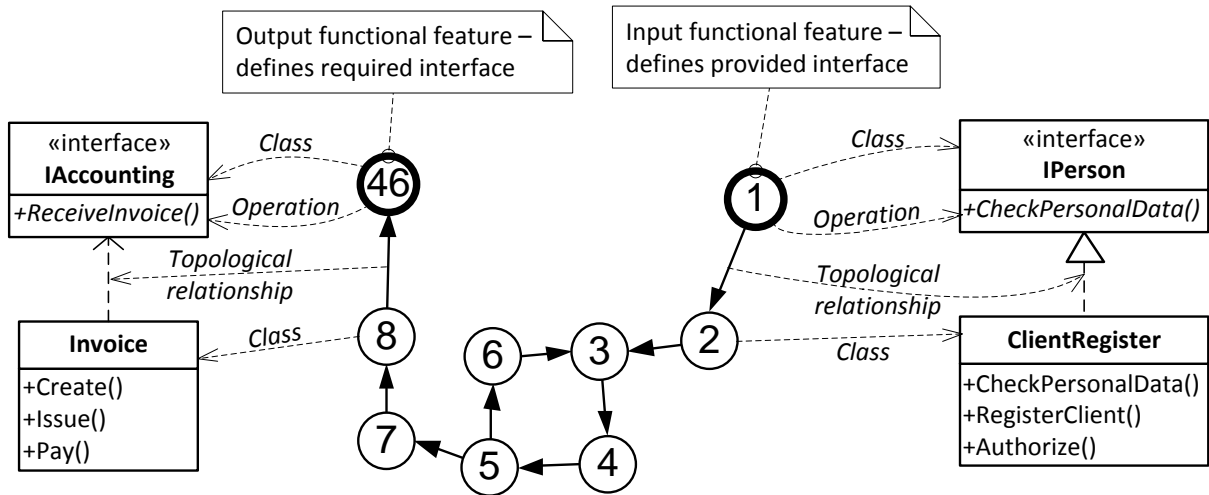 Output functional feature –
defines required interface
Input functional feature –
defines provided interface
«interface»
IAccounting
+ReceiveInvoice()
Class
Operation
46
1
Class
Operation
«interface»
IPerson
+CheckPersonalData()
Topological
relationship
Topological
relationship
Invoice
+Create()
+Issue()
+Pay()
Class
8
6
3
2
Class
7
5
4
ClientRegister
+CheckPersonalData()
+RegisterClient()
+Authorize()